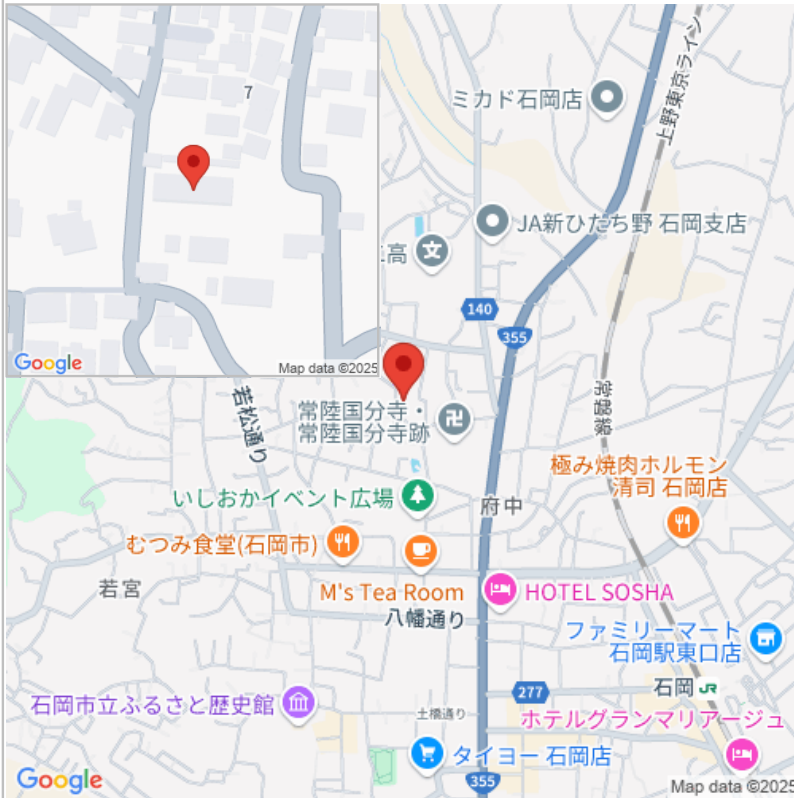 7
Google
Map data ©2025
ミカド石岡店
上野東京ライン
JA新ひたち野 石岡支店
高
文
140
355
常磐線
若松通り
常陸国分寺・
常陸国分寺跡
卍
極み焼肉ホルモン
清司 石岡店
いしおかイベント広場
府中
むつみ食堂(石岡市)
若宮
M's Tea Room
HOTEL SOSHA
八幡通り
ファミリーマート
石岡駅東口店
277
石岡 JR
石岡市立ふるさと歴史館
土橋通り
ホテルグランマリアージュ
タイヨー 石岡店
355
Google
Map data ©2025